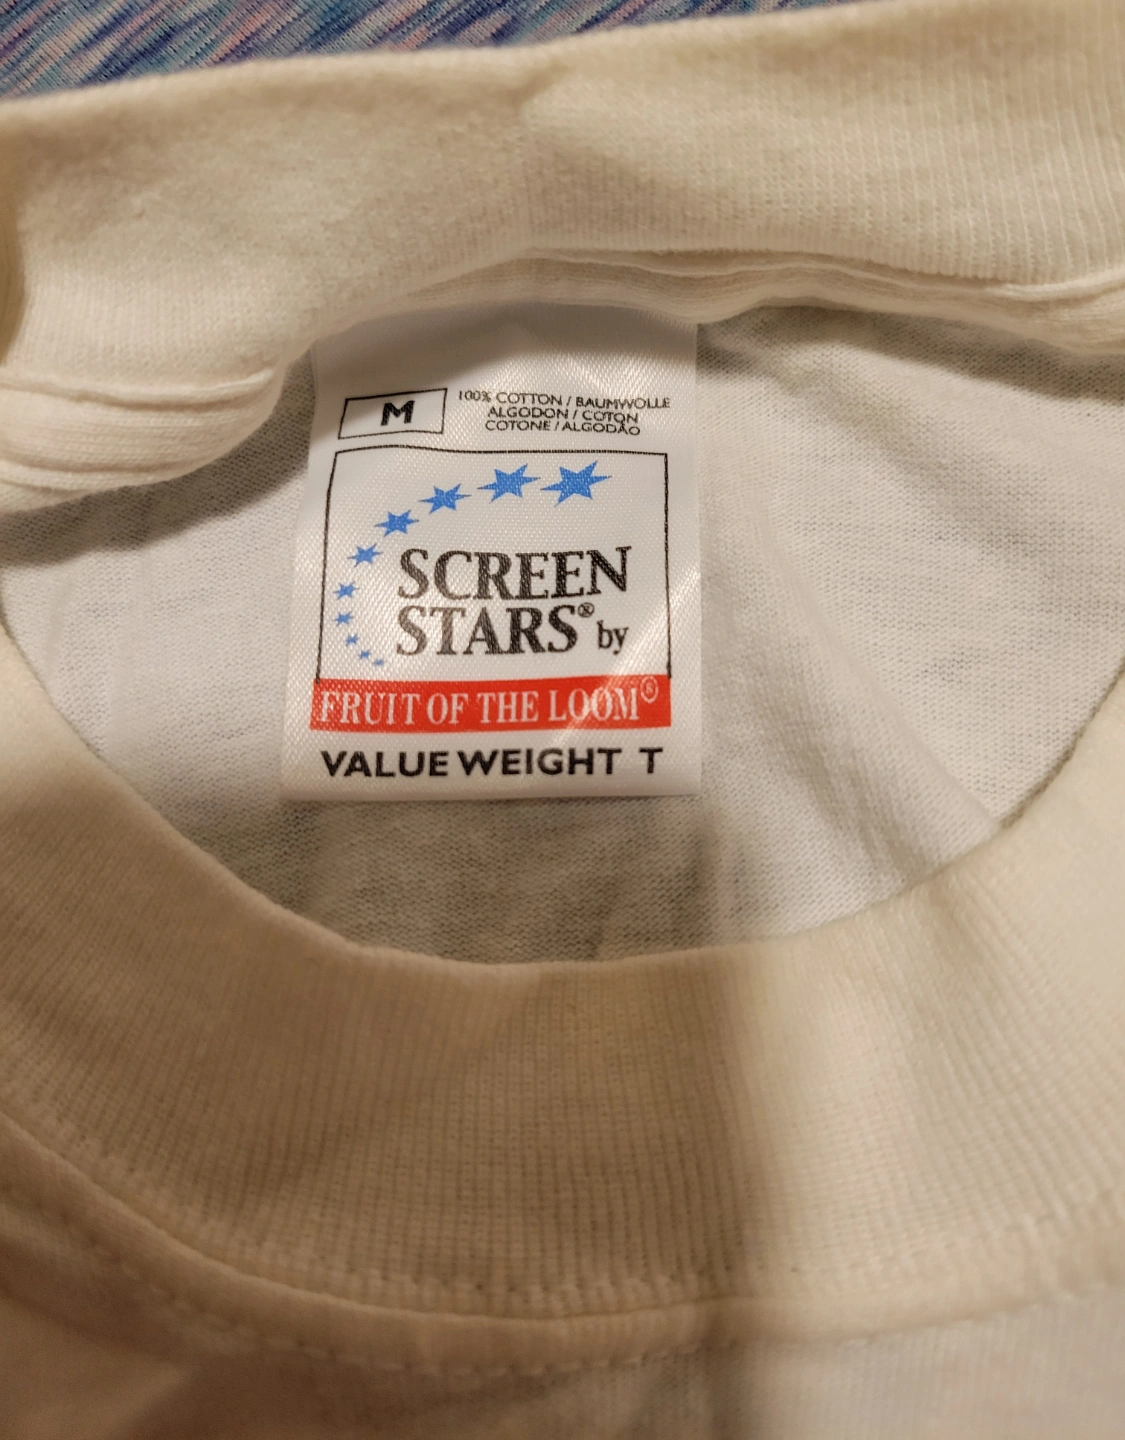 M
100% COTTON / BAUMWOLLE
ALGODON / COTON
COTONE / ALGODÃO
SCREEN
STARS® by
FRUIT OF THE LOOM®
VALUE WEIGHT T